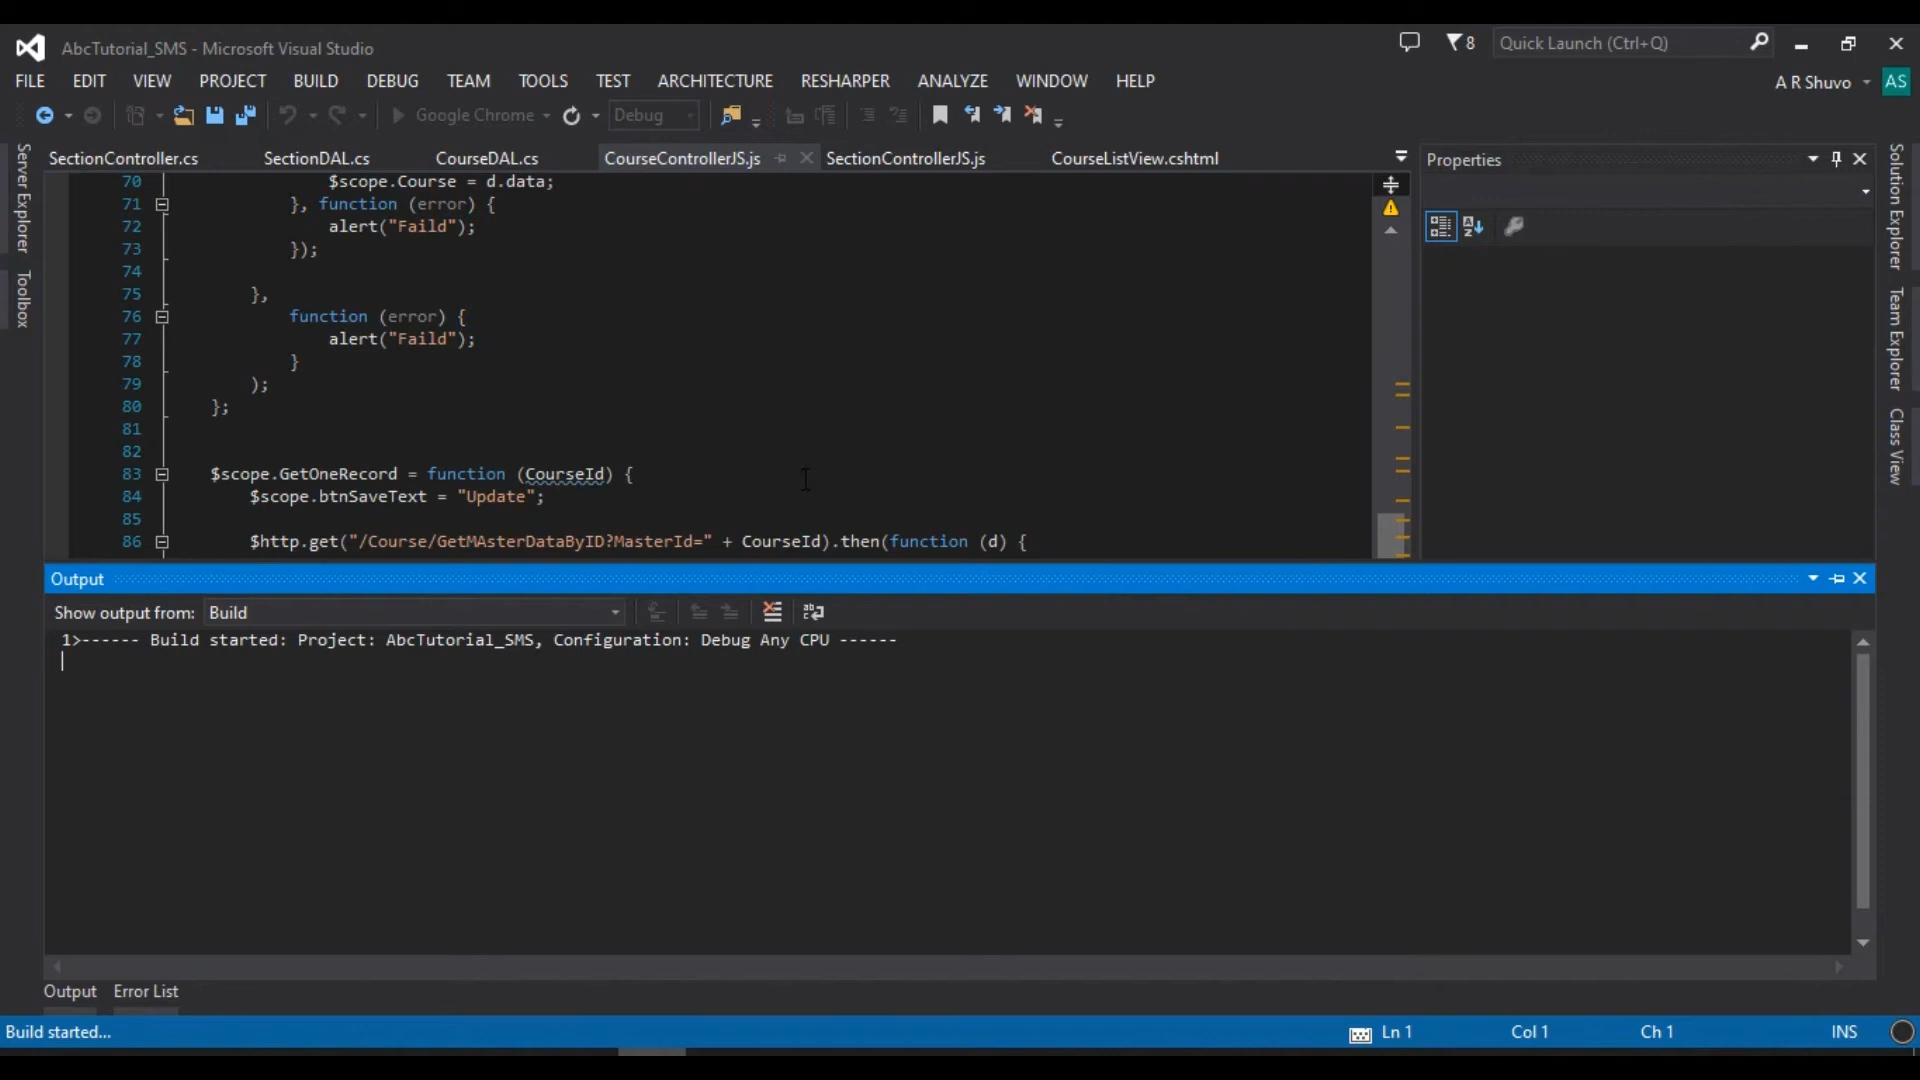 AbcTutorial_SMS - Microsoft Visual Studio
8
Quick Launch (Ctrl+Q)
FILE EDIT VIEW PROJECT BUILD DEBUG TEAM TOOLS TEST ARCHITECTURE RESHARPER ANALYZE WINDOW HELP
A R Shuvo AS
Google Chrome Debug
SectionController.cs SectionDAL.cs CourseDAL.cs CourseControllerJS.js SectionControllerJS.js CourseListView.cshtml
Properties
Server Explorer
Toolbox
Solution Explorer
Team Explorer
Class View
70 $scope.Course = d.data;
71 }, function (error) {
72 alert("Faild");
73 });
74
75 },
76 function (error) {
77 alert("Faild");
78 }
79 );
80 };
81
82
83 $scope.GetOneRecord = function (CourseId) {
84 $scope.btnSaveText = "Update";
85
86 $http.get("/Course/GetMAsterDataByID?MasterId=" + CourseId).then(function (d) {
Output
Show output from: Build
1>------ Build started: Project: AbcTutorial_SMS, Configuration: Debug Any CPU ------
Output Error List
Build started... Ln 1 Col 1 Ch 1 INS